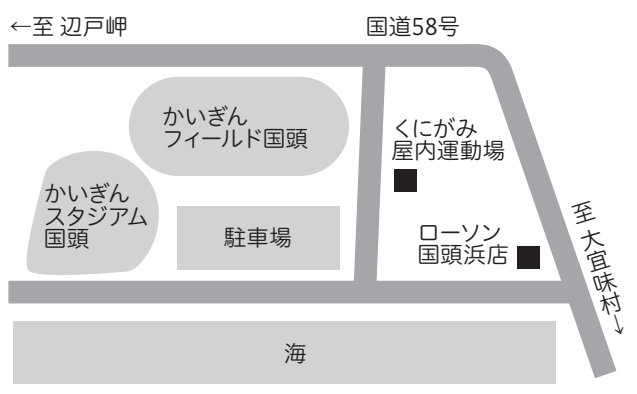 ←至 辺戸岬
国道58号
かいぎん
フィールド国頭
くにがみ
屋内運動場
かいぎん
スタジアム
国頭
駐車場
ローソン
国頭浜店
至 大宜味村→
海